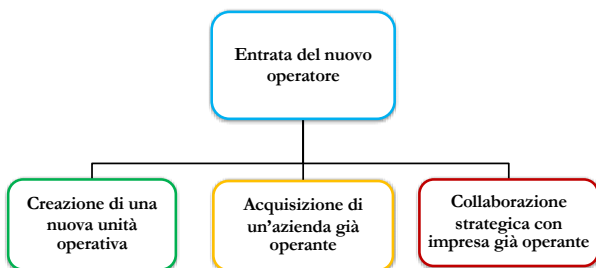 Entrata del nuovo
operatore
Creazione di una
nuova unità
operativa
Acquisizione di
un'azienda già
operante
Collaborazione
strategica con
impresa già operante